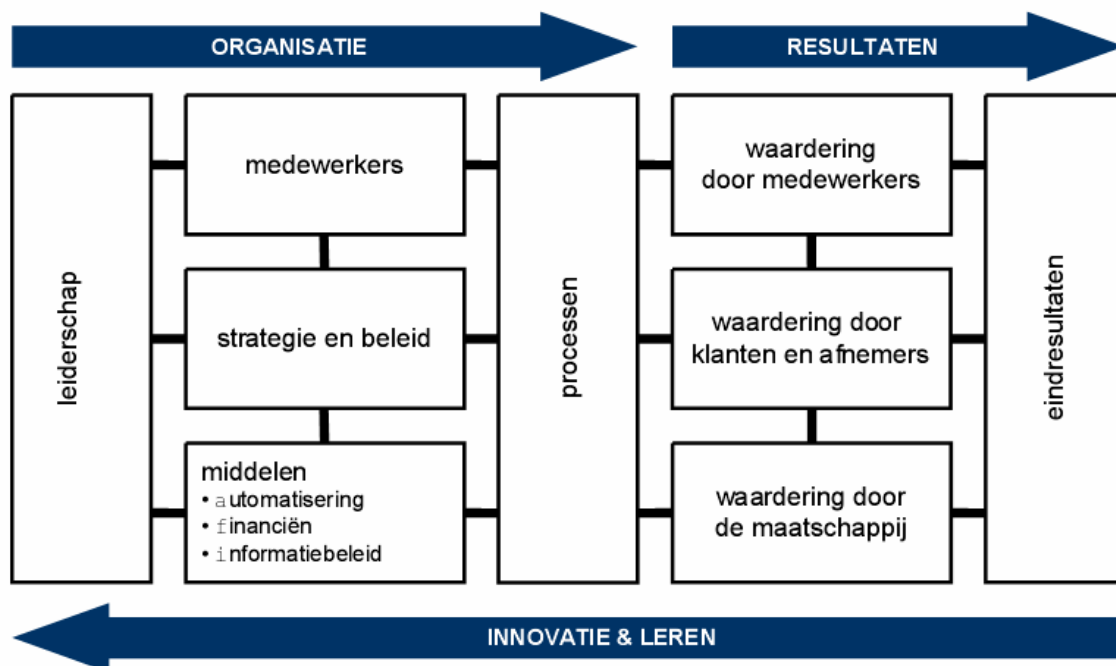 ORGANISATIE
RESULTATEN
leiderschap
medewerkers
strategie en beleid
middelen
• automatisering
• financiën
• informatiebeleid
processen
waardering
door medewerkers
waardering door
klanten en afnemers
waardering door
de maatschappij
eindresultaten
INNOVATIE & LEREN